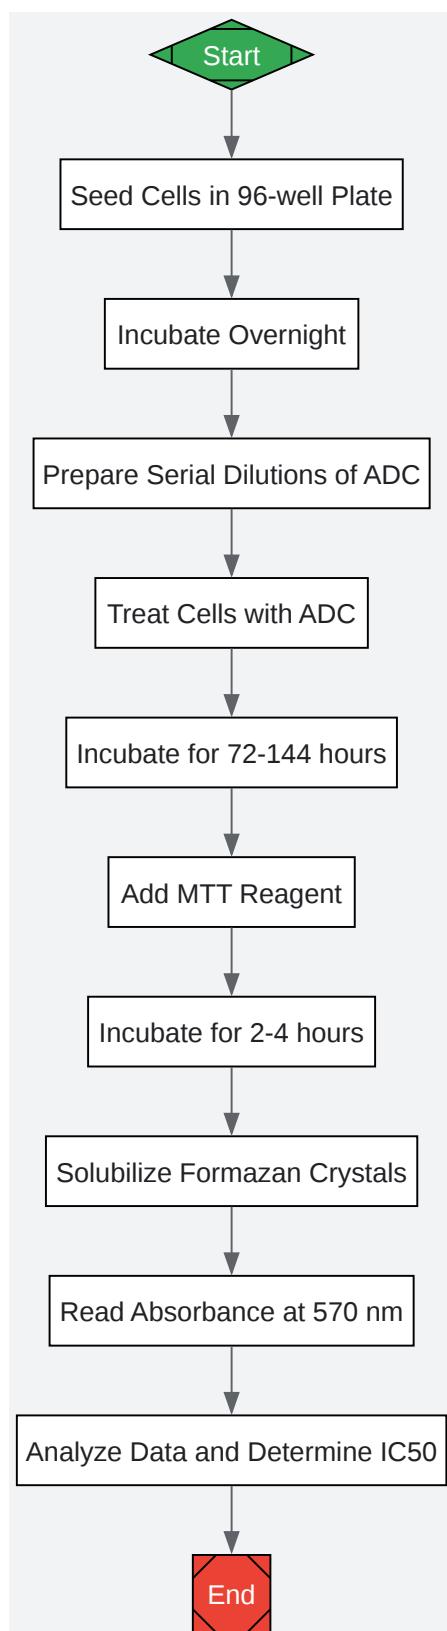 Start
Seed Cells in 96-well Plate
Incubate Overnight
Prepare Serial Dilutions of ADC
Treat Cells with ADC
Incubate for 72-144 hours
Add MTT Reagent
Incubate for 2-4 hours
Solubilize Formazan Crystals
Read Absorbance at 570 nm
Analyze Data and Determine IC50
End